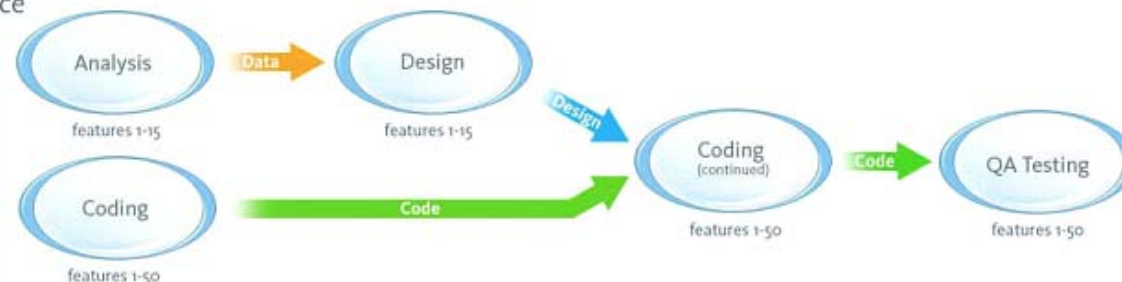 Analysis
Data
Design
features 1-15
features 1-15
Design
Coding
(continued)
Code
QA Testing
features 1-50
features 1-50
Coding
Code
features 1-50